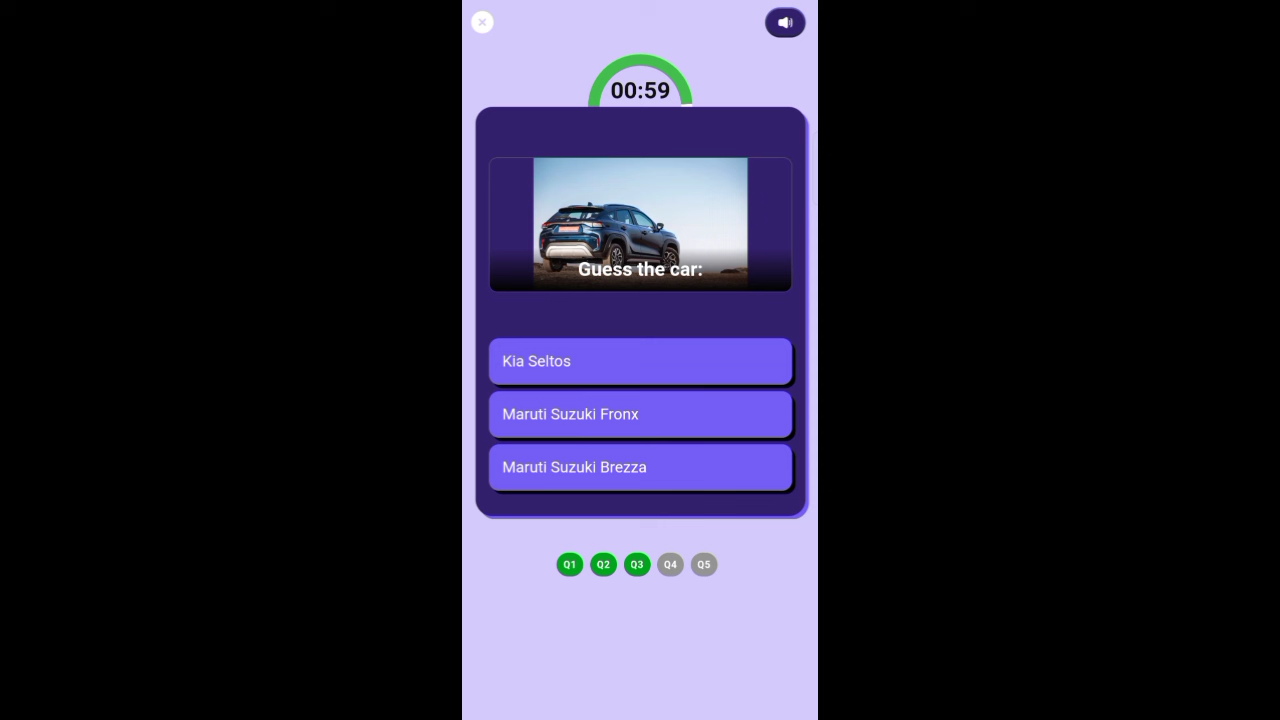 00:59
Guess the car:
Kia Seltos
Maruti Suzuki Fronx
Maruti Suzuki Brezza
Q1 Q2 Q3 Q4 Q5